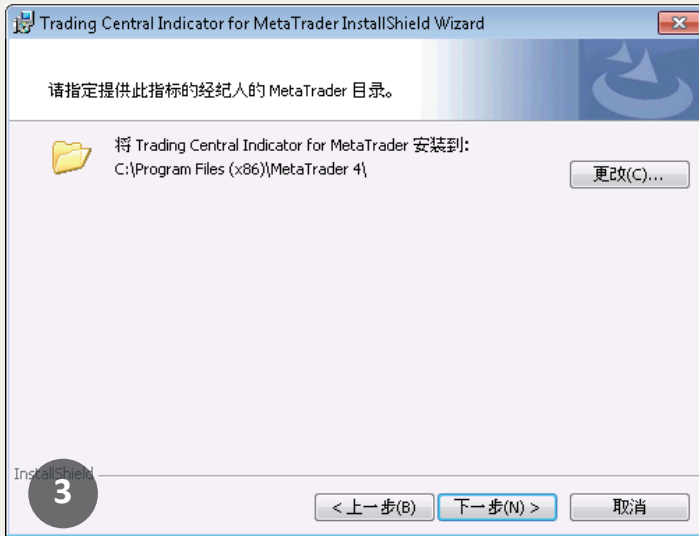 Trading Central Indicator for MetaTrader InstallShield Wizard
请指定提供此指标的经纪人的 MetaTrader 目录。
将 Trading Central Indicator for MetaTrader 安装到:
C:\Program Files (x86)\MetaTrader 4\
更改(C)...
InstallShield
3
< 上一步(B) 下一步(N) > 取消